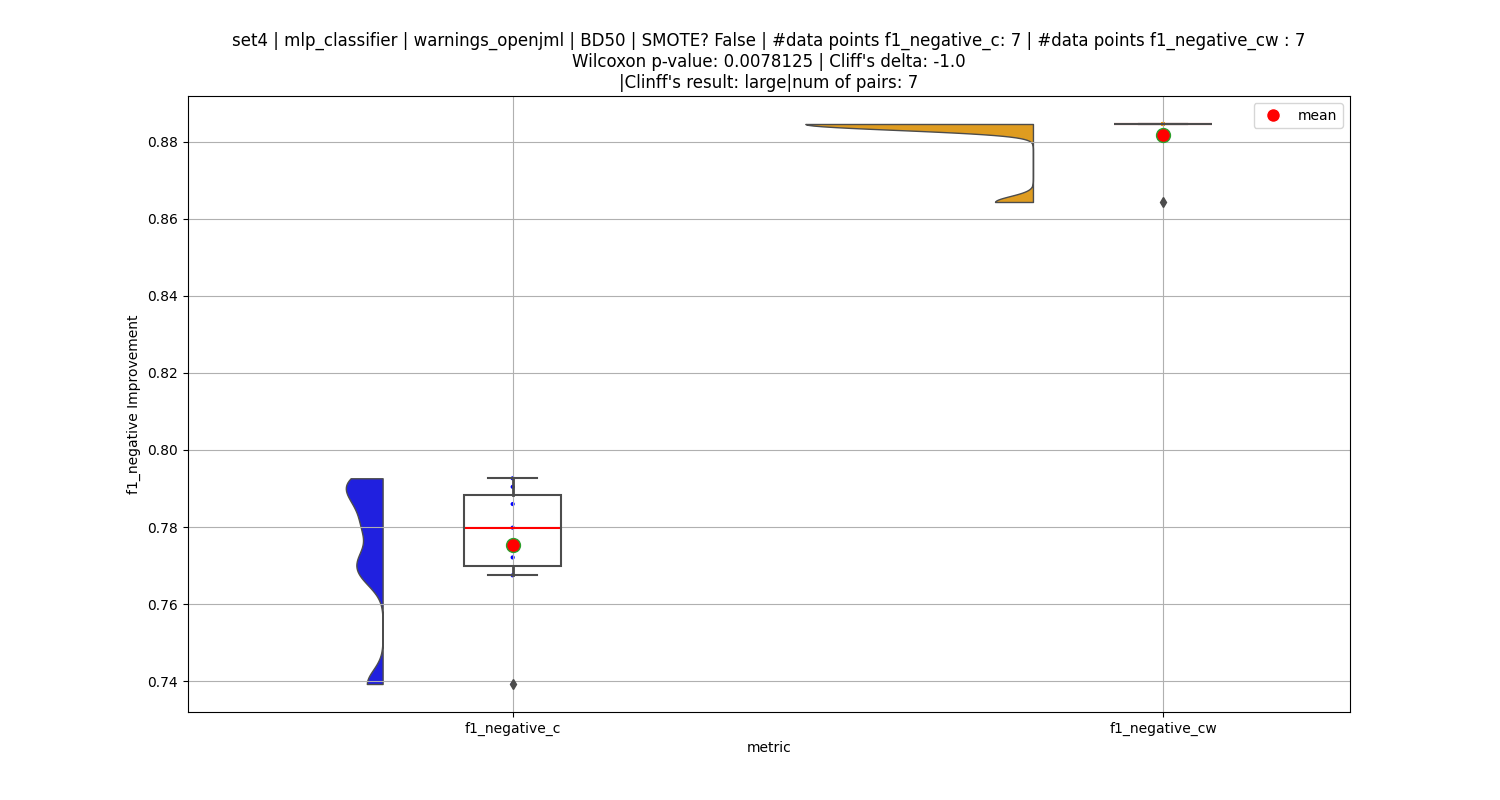 set4 | mlp_classifier | warnings_openjml | BD50 | SMOTE? False | #data points f1_negative_c: 7 | #data points f1_negative_cw : 7
Wilcoxon p-value: 0.0078125 | Cliff's delta: -1.0
|Clinff's result: large|num of pairs: 7
mean
0.88
0.86
0.84
0.82
0.80
0.78
0.76
0.74
f1_negative Improvement
f1_negative_c
f1_negative_cw
metric